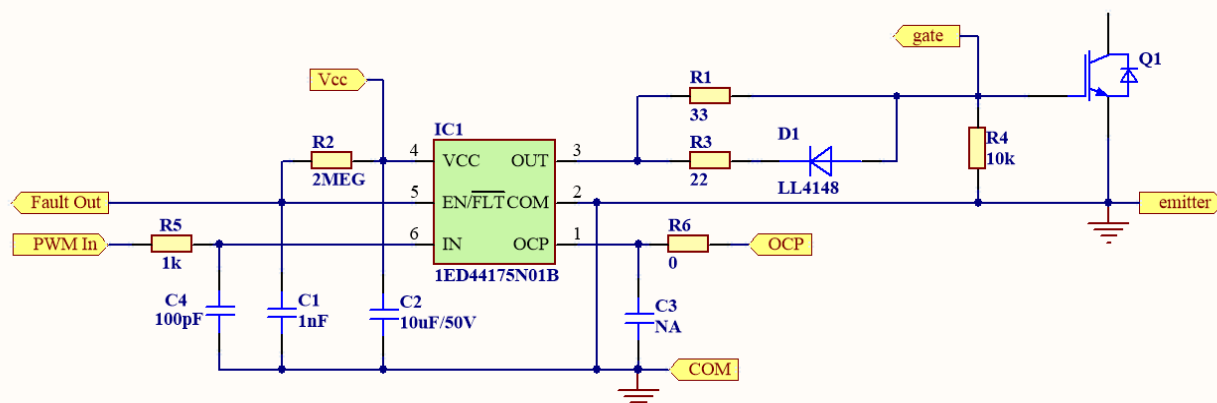 gate
Q1
Vcc
R1
33
IC1
R2
2MEG
4
VCC
OUT
3
R3
22
D1
LL4148
R4
10k
Fault Out
5
EN/FLT
COM
2
emitter
PWM In
R5
1k
6
IN
OCP
1
R6
0
OCP
1ED44175N01B
C4
100pF
C1
1nF
C2
10uF/50V
C3
NA
COM